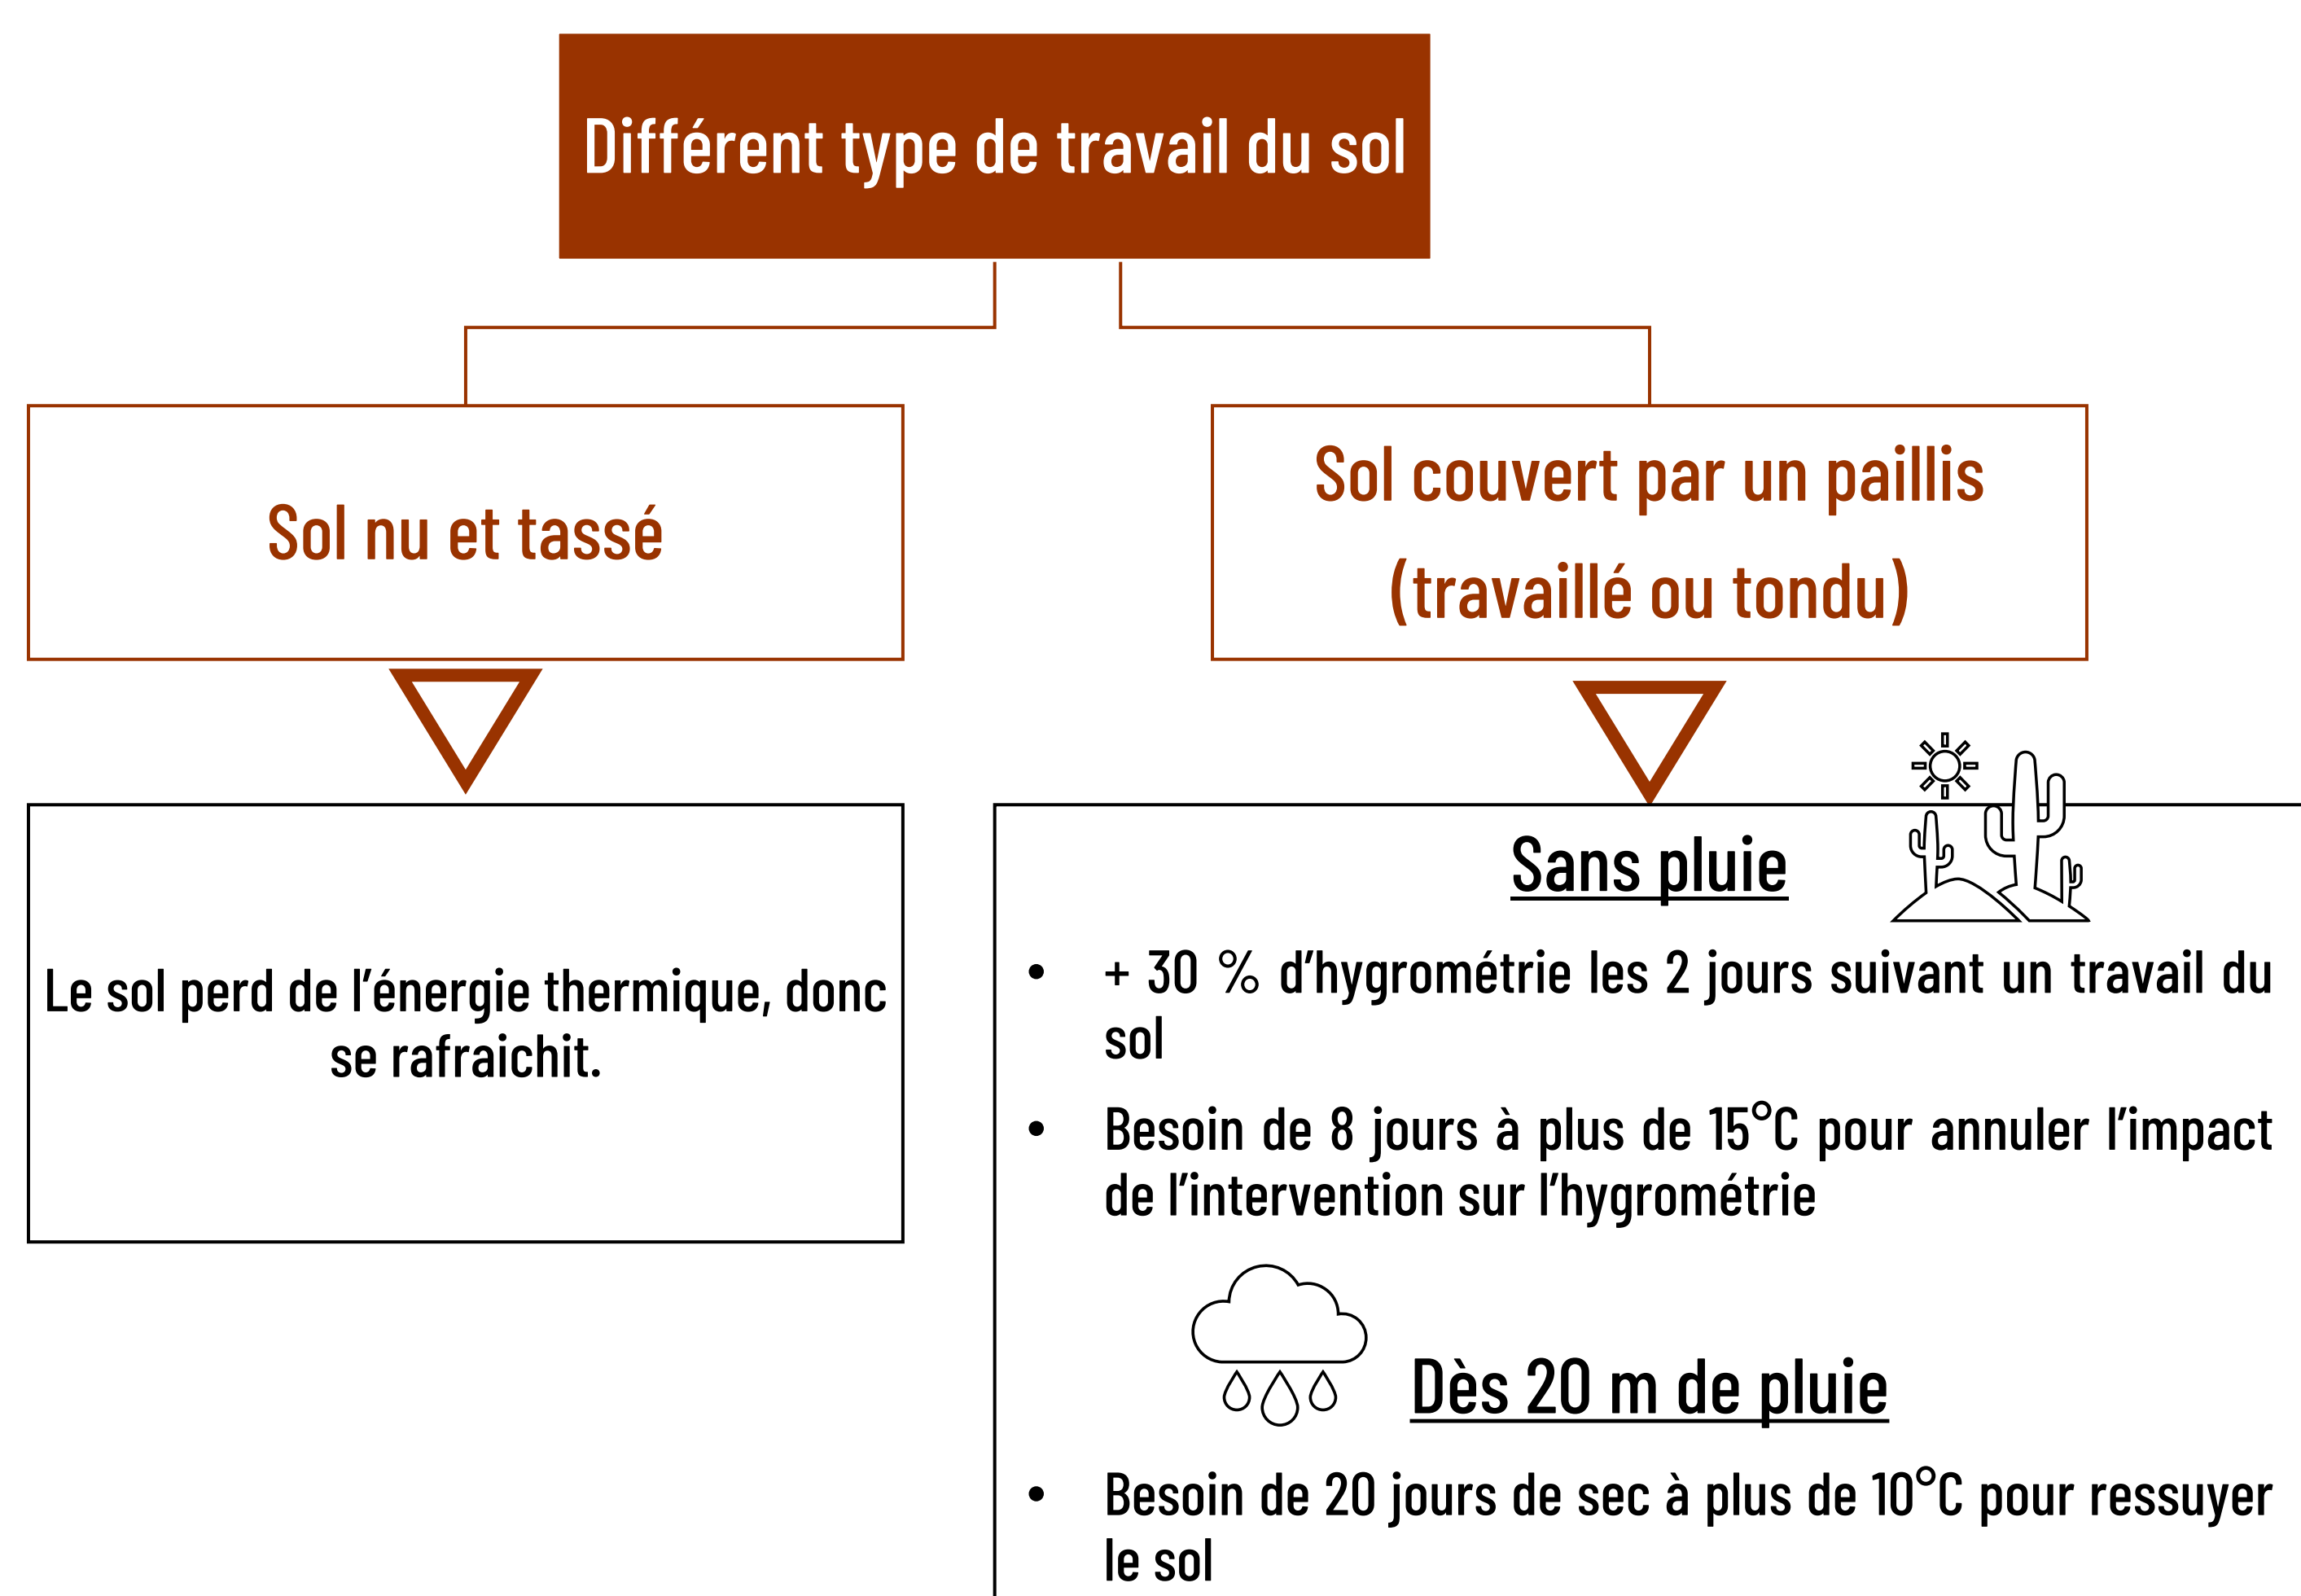 Différent type de travail du sol
Sol nu et tassé
Le sol perd de l'énergie thermique, donc
se rafraichit.
Sol couvert par un paillis
(travaillé ou tondu)
Sans pluie
• + 30 % d'hygrométrie les 2 jours suivant un travail du
sol
• Besoin de 8 jours à plus de 15°C pour annuler l'impact
de l'intervention sur l'hygrométrie
Dès 20 m de pluie
• Besoin de 20 jours de sec à plus de 10°C pour ressuyer
le sol